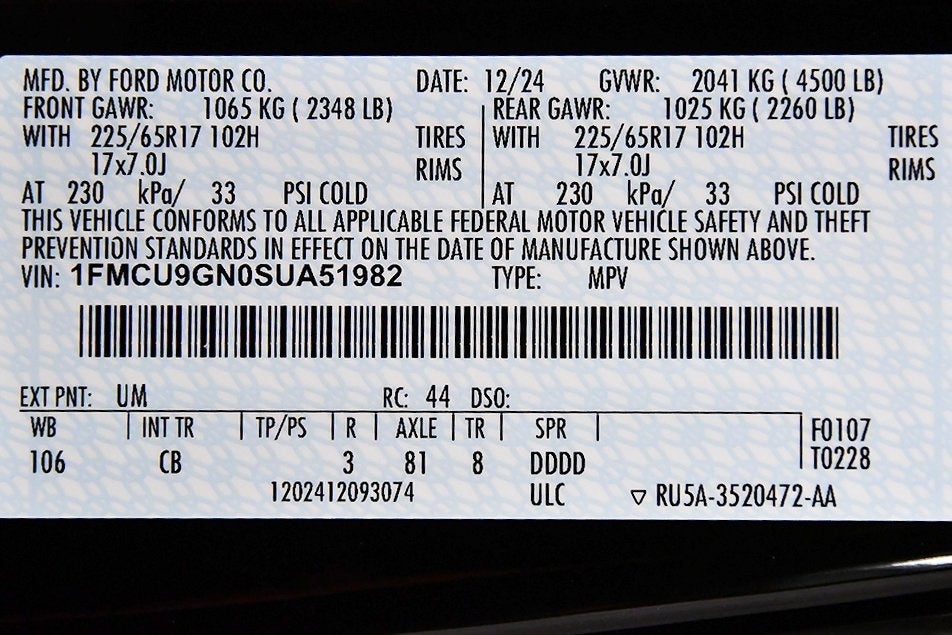 MFD. BY FORD MOTOR CO. DATE: 12/24 GVWR: 2041 KG ( 4500 LB)
FRONT GAWR: 1065 KG ( 2348 LB) REAR GAWR: 1025 KG ( 2260 LB)
WITH 225/65R17 102H TIRES WITH 225/65R17 102H TIRES
17x7.0J RIMS 17x7.0J RIMS
AT 230 kPa/ 33 PSI COLD AT 230 kPa/ 33 PSI COLD
THIS VEHICLE CONFORMS TO ALL APPLICABLE FEDERAL MOTOR VEHICLE SAFETY AND THEFT
PREVENTION STANDARDS IN EFFECT ON THE DATE OF MANUFACTURE SHOWN ABOVE.
VIN: 1FMCU9GN0SUA51982 TYPE: MPV
EXT PNT: UM RC: 44 DSO:
WB INT TR TP/PS R AXLE TR SPR F0107
106 CB 3 81 8 DDDD T0228
1202412093074 ULC ▽ RU5A-3520472-AA